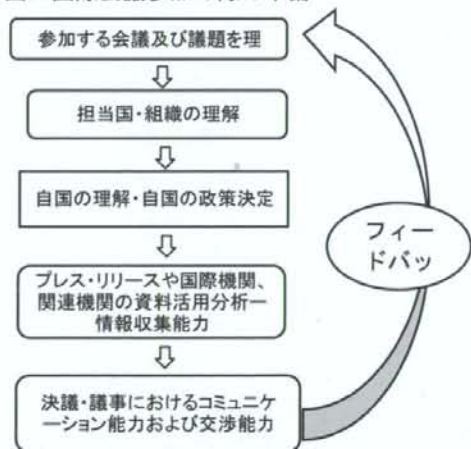 参加する会議及び議題を理
担当国・組織の理解
自国の理解・自国の政策決定
プレス・リリースや国際機関、
関連機関の資料活用分析ー
情報収集能力
決議・議事におけるコミュニケ
ーション能力および交渉能力
フィー
ドバッ